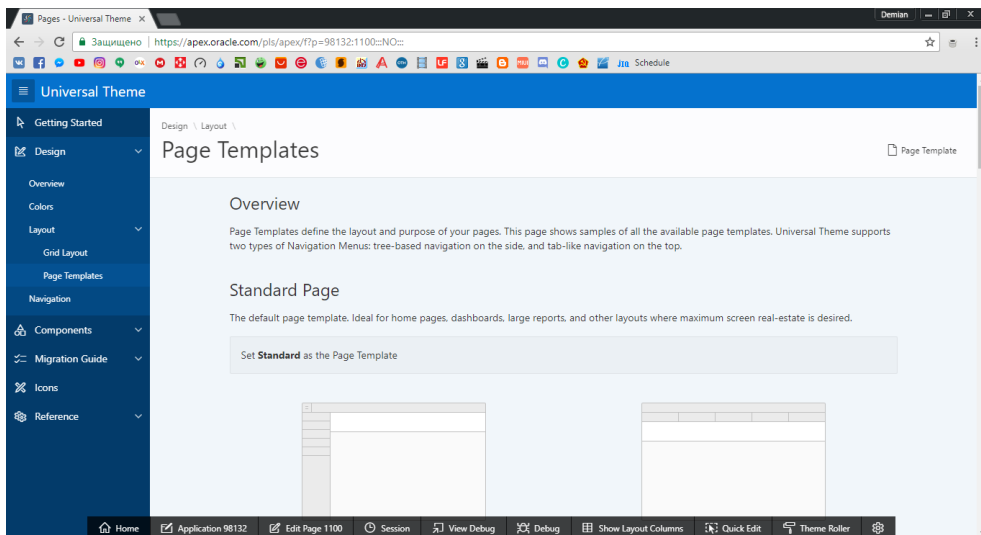 Pages - Universal Theme
Demian
Защищено | https://apex.oracle.com/pls/apex/f?p=98132:1100:::NO:::
Schedule
Universal Theme
Getting Started
Design
Overview
Colors
Layout
Grid Layout
Page Templates
Navigation
Components
Migration Guide
Icons
Reference
Design \ Layout \
Page Templates
Page Template
Overview
Page Templates define the layout and purpose of your pages. This page shows samples of all the available page templates. Universal Theme supports
two types of Navigation Menus: tree-based navigation on the side, and tab-like navigation on the top.
Standard Page
The default page template. Ideal for home pages, dashboards, large reports, and other layouts where maximum screen real-estate is desired.
Set Standard as the Page Template
Home
Application 98132
Edit Page 1100
Session
View Debug
Debug
Show Layout Columns
Quick Edit
Theme Roller